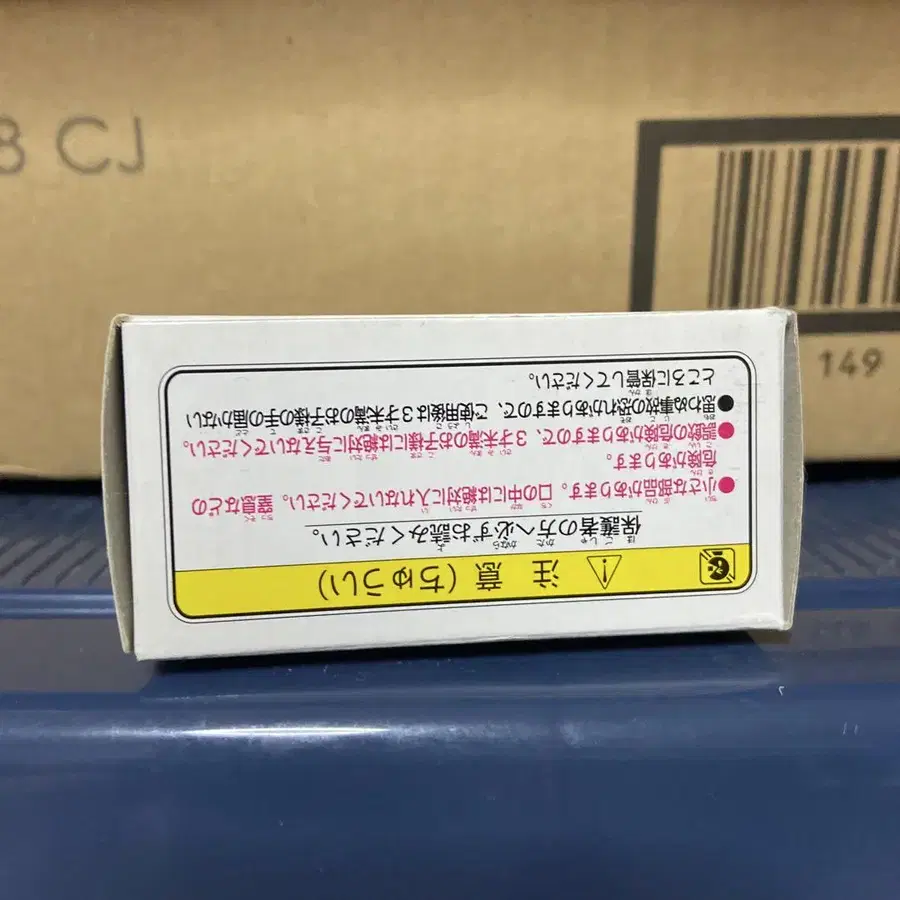 8 CJ
149
注意(ちゅうい)
保護者の方へ必ずお読みください。
●小さな部品があります。口の中には絶対に入れないでください。窒息などの
危険があります。
●誤飲の危険がありますので、3才未満のお子様には絶対に与えないでください。
●思わぬ事故の恐れがありますので、ご使用後は3才未満のお子様の手の届かない
ところに保管してください。